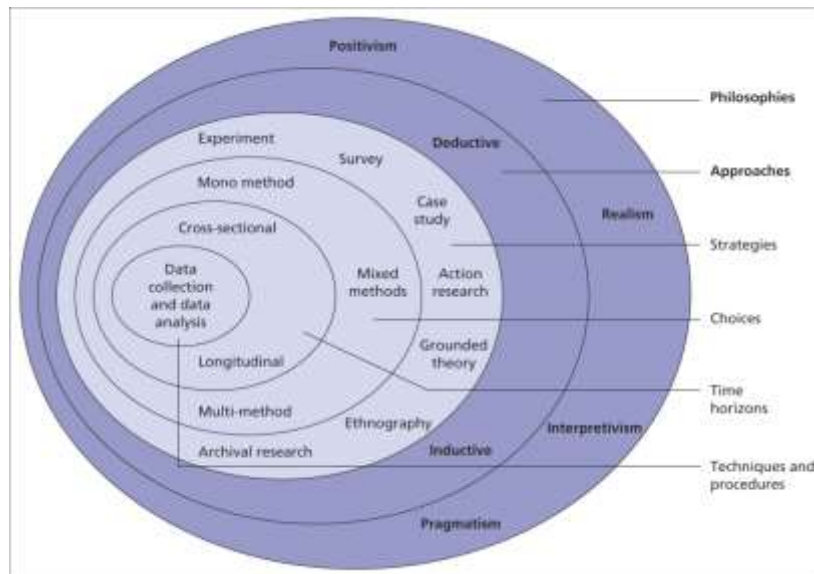 Positivism
Philosophies
Experiment
Survey
Deductive
Mono method
Approaches
Case
study
Realism
Cross-sectional
Strategies
Data
collection
and data
analysis
Mixed
methods
Action
research
Choices
Grounded
theory
Longitudinal
Time
horizons
Multi-method
Ethnography
Interpretivism
Archival research
Inductive
Techniques and
procedures
Pragmatism